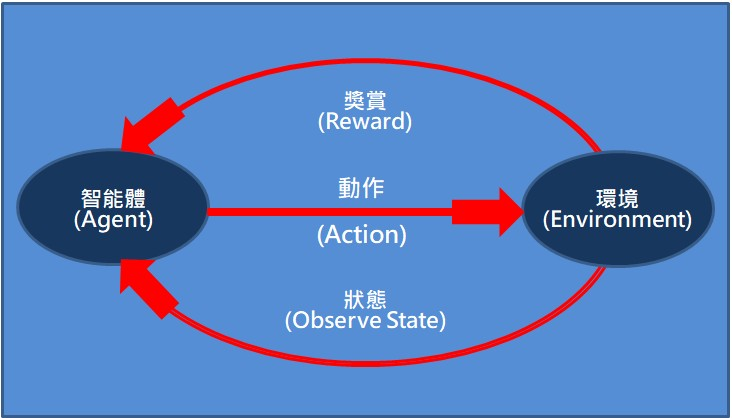 獎賞
(Reward)
智能體
(Agent)
動作
(Action)
環境
(Environment)
狀態
(Observe State)